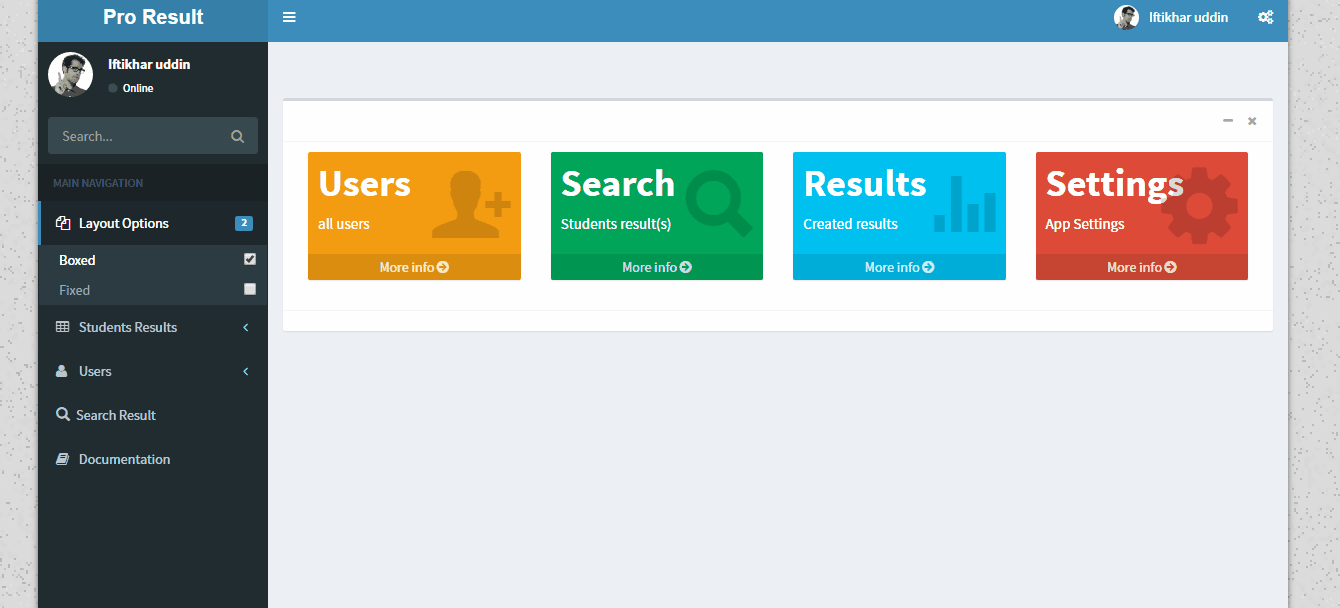 Pro Result
Iftikhar uddin
Iftikhar uddin
Online
Search...
MAIN NAVIGATION
Layout Options 2
Boxed
Fixed
Students Results
Users
Search Result
Documentation
Users
all users
More info
Search
Students result(s)
More info
Results
Created results
More info
Settings
App Settings
More info